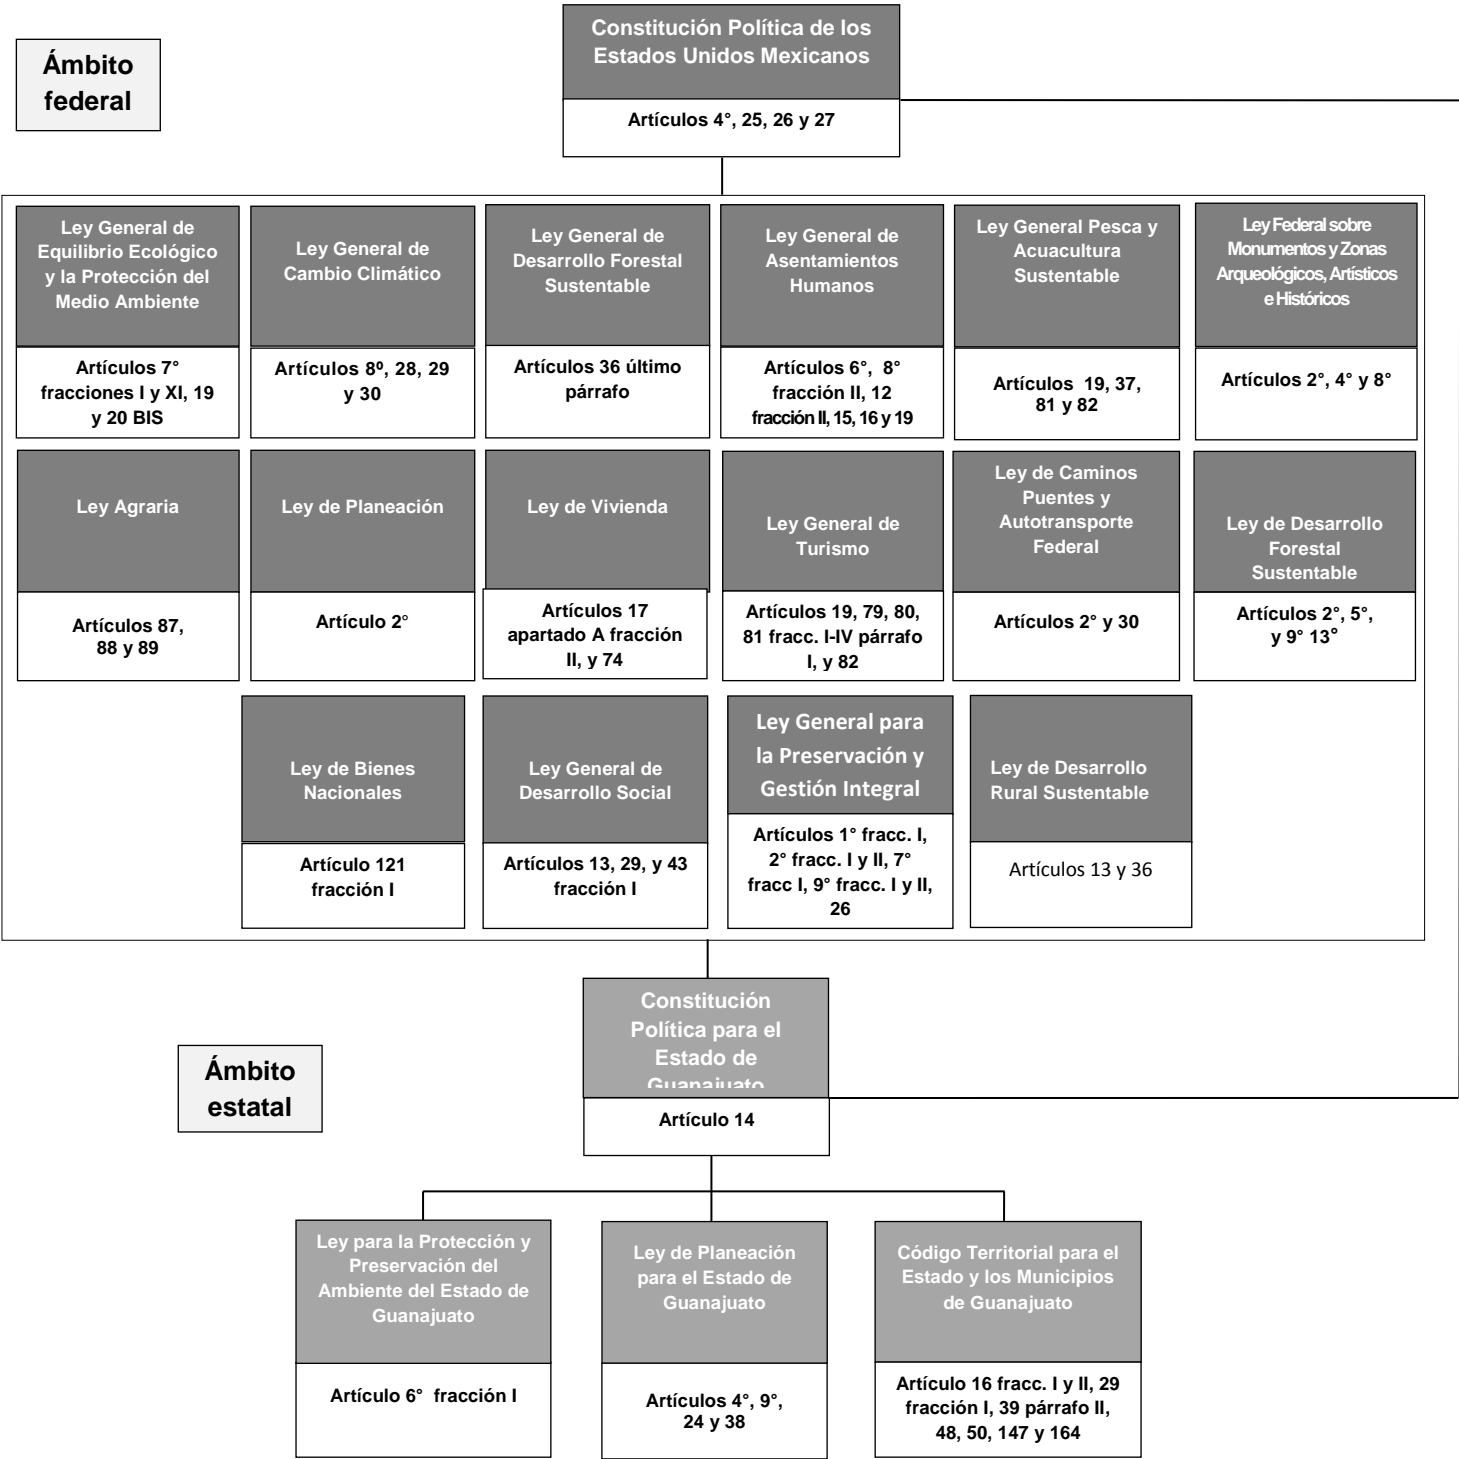 Ámbito
federal
Constitución Política de los
Estados Unidos Mexicanos
Artículos 4°, 25, 26 y 27
Ley General de
Equilibrio Ecológico
y la Protección del
Medio Ambiente
Artículos 7°
fracciones I y XI, 19
y 20 BIS
Ley General de
Cambio Climático
Artículos 8º, 28, 29
y 30
Ley General de
Desarrollo Forestal
Sustentable
Artículos 36 último
párrafo
Ley General de
Asentamientos
Humanos
Artículos 6°, 8°
fracción II, 12
fracción II, 15, 16 y 19
Ley General Pesca y
Acuacultura
Sustentable
Artículos 19, 37,
81 y 82
Ley Federal sobre
Monumentos y Zonas
Arqueológicos, Artísticos
e Históricos
Artículos 2°, 4° y 8°
Ley Agraria
Artículos 87,
88 y 89
Ley de Planeación
Artículo 2°
Ley de Vivienda
Artículos 17
apartado A fracción
II, y 74
Ley General de
Turismo
Artículos 19, 79, 80,
81 fracc. I-IV párrafo
I, y 82
Ley de Caminos
Puentes y
Autotransporte
Federal
Artículos 2° y 30
Ley de Desarrollo
Forestal
Sustentable
Artículos 2°, 5°,
y 9° 13°
Ley de Bienes
Nacionales
Artículo 121
fracción I
Ley General de
Desarrollo Social
Artículos 13, 29, y 43
fracción I
Ley General para
la Preservación y
Gestión Integral
Artículos 1° fracc. I,
2° fracc. I y II, 7°
fracc I, 9° fracc. I y II,
26
Ley de Desarrollo
Rural Sustentable
Artículos 13 y 36
Ámbito
estatal
Constitución
Política para el
Estado de
Guanajuato
Artículo 14
Ley para la Protección y
Preservación del
Ambiente del Estado de
Guanajuato
Artículo 6° fracción I
Ley de Planeación
para el Estado de
Guanajuato
Artículos 4°, 9°,
24 y 38
Código Territorial para el
Estado y los Municipios
de Guanajuato
Artículo 16 fracc. I y II, 29
fracción I, 39 párrafo II,
48, 50, 147 y 164